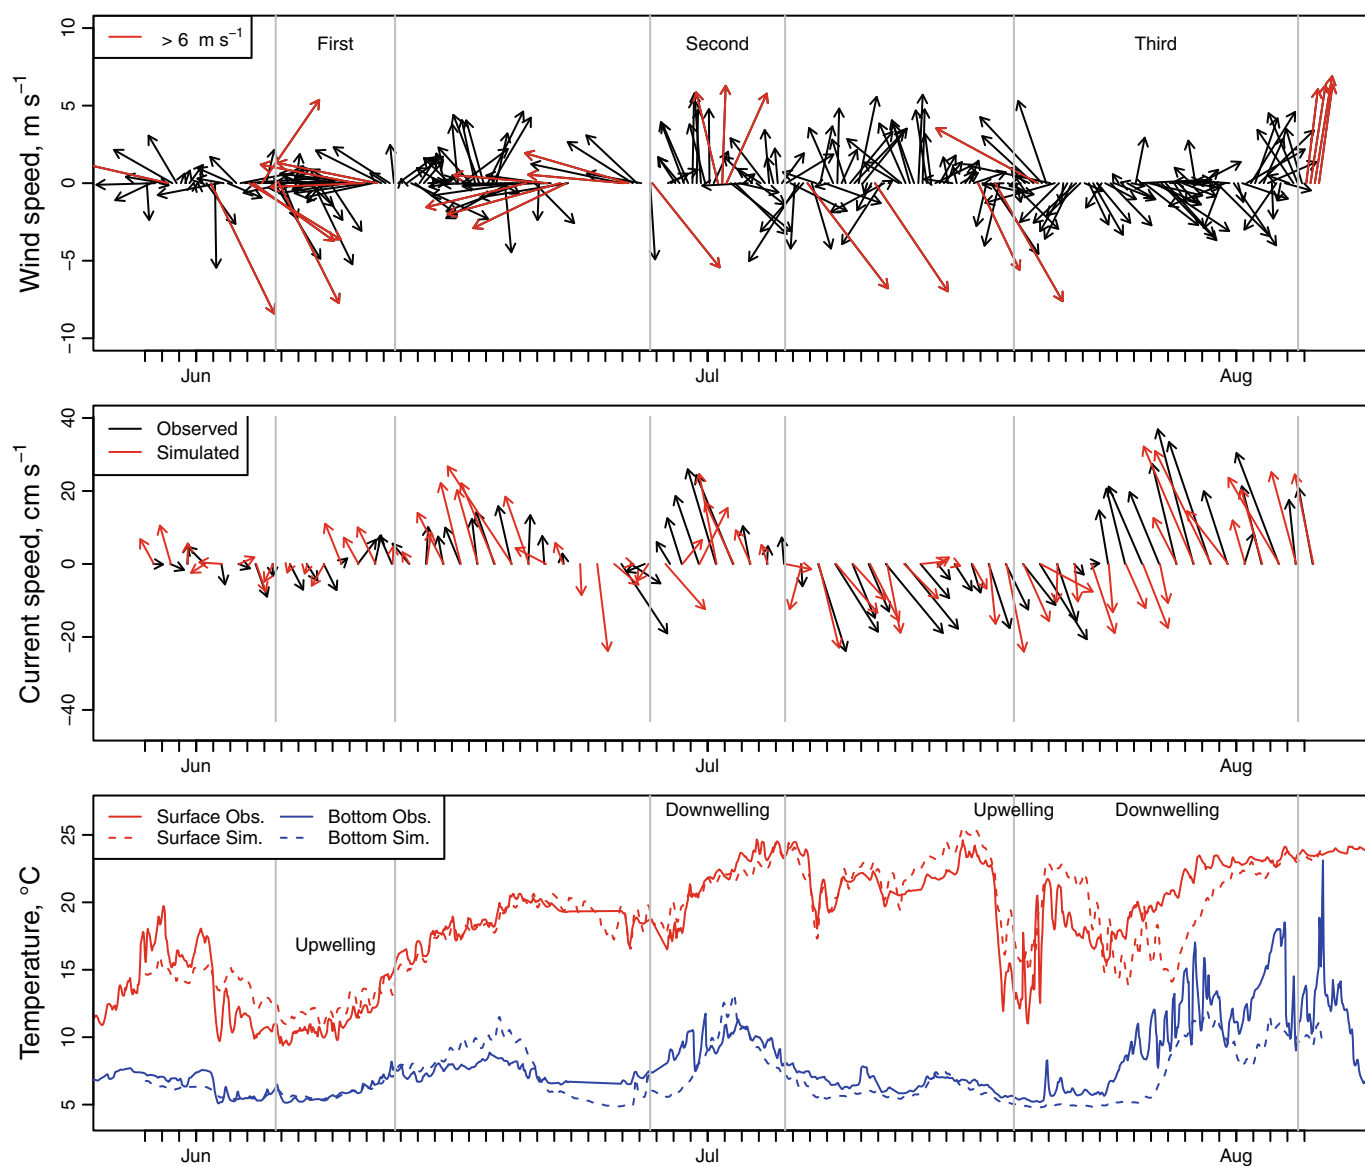 > 6 m s⁻¹
First
Second
Third
Wind speed, m s⁻¹
10
5
0
−5
−10
Jun
Jul
Aug
Observed
Simulated
Current speed, cm s⁻¹
40
20
0
−20
−40
Jun
Jul
Aug
Surface Obs.
Bottom Obs.
Surface Sim.
Bottom Sim.
Downwelling
Upwelling
Downwelling
Upwelling
Temperature, °C
25
20
15
10
5
Jun
Jul
Aug